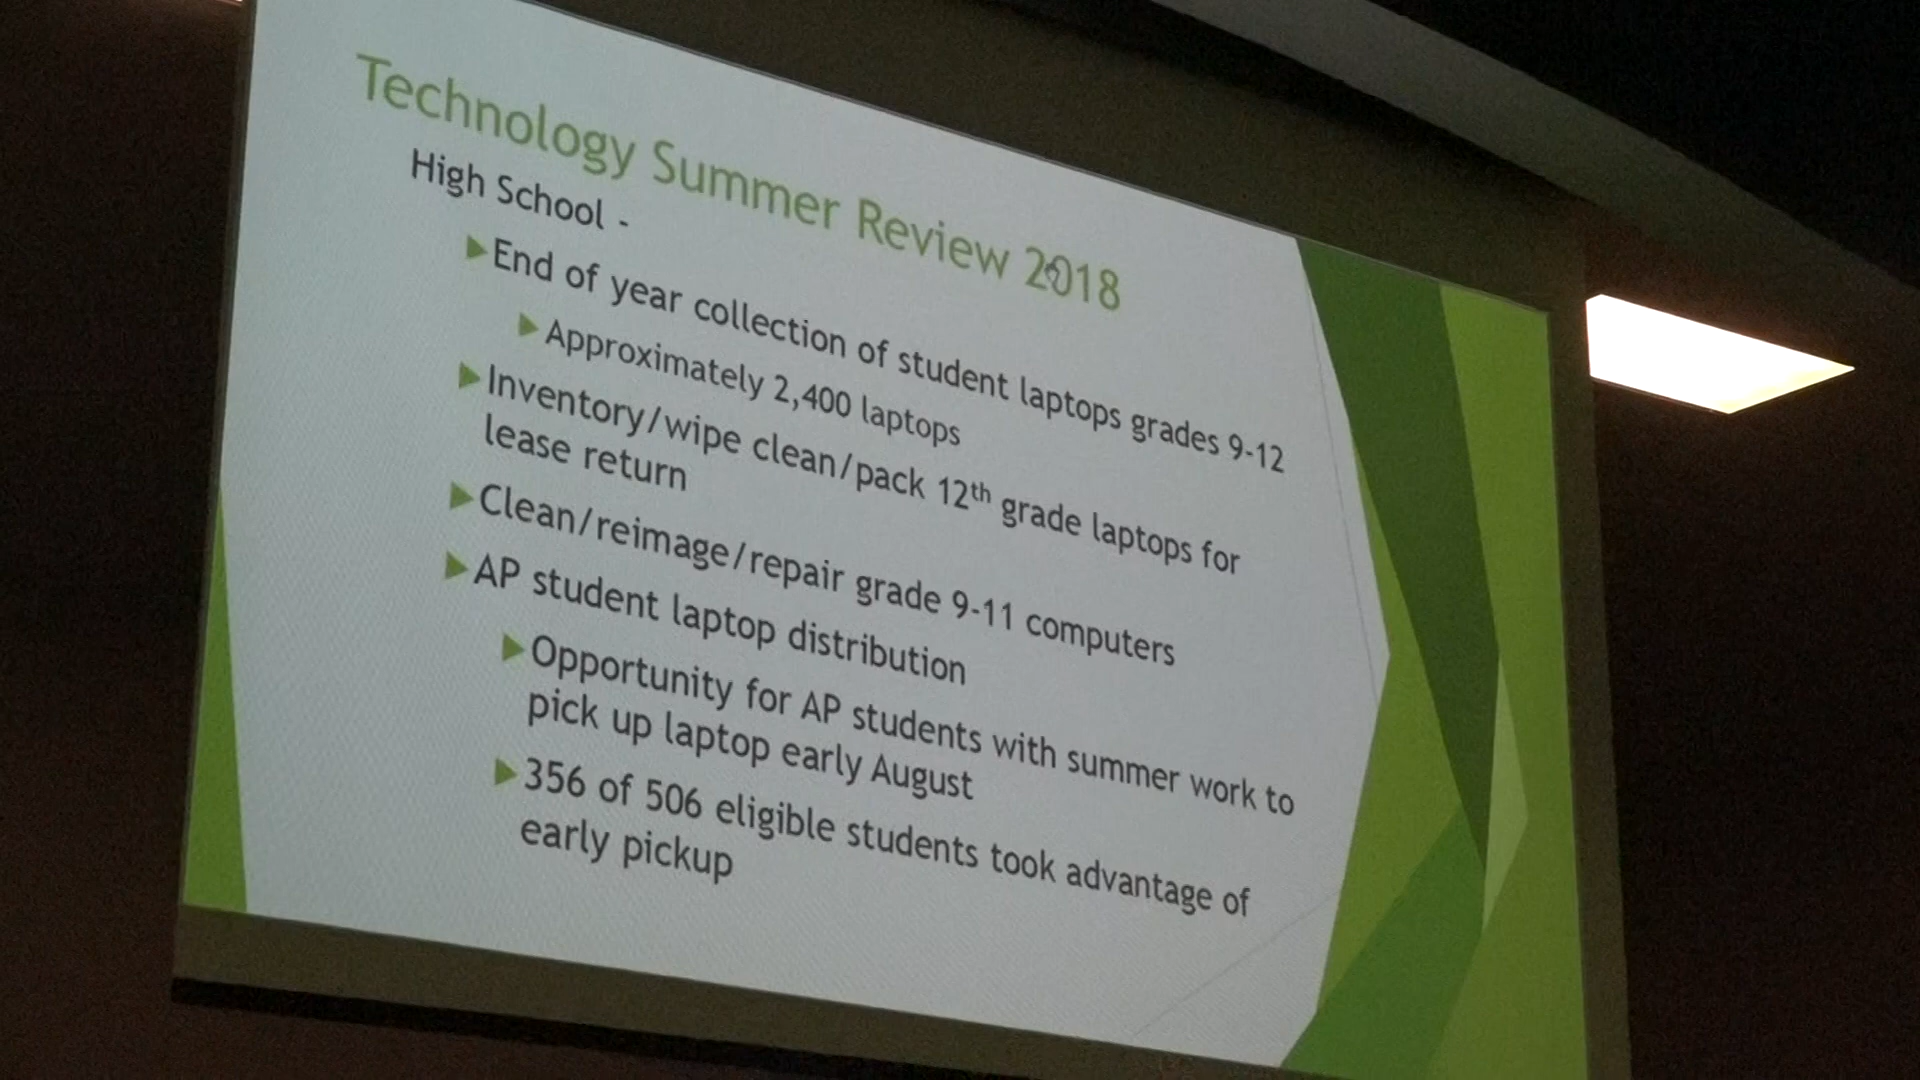 Technology Summer Review 2018
High School -
End of year collection of student laptops grades 9-12
Approximately 2,400 laptops
Inventory/wipe clean/pack 12th grade laptops for
lease return
Clean/reimage/repair grade 9-11 computers
AP student laptop distribution
Opportunity for AP students with summer work to
pick up laptop early August
356 of 506 eligible students took advantage of
early pickup